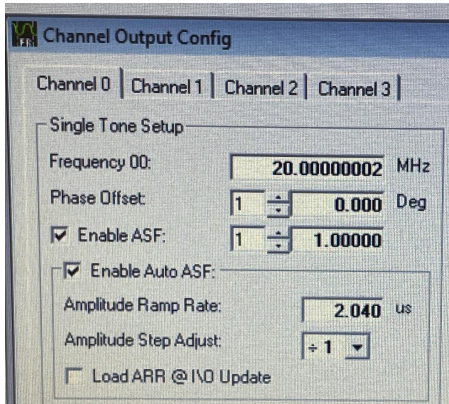 Channel Output Config
Channel 0 Channel 1 Channel 2 Channel 3
Single Tone Setup
Frequency 00: 20.00000002 MHz
Phase Offset: 1 0.000 Deg
Enable ASF: 1 1.00000
Enable Auto ASF:
Amplitude Ramp Rate: 2.040 us
Amplitude Step Adjust: ÷ 1
Load ARR @ I\O Update